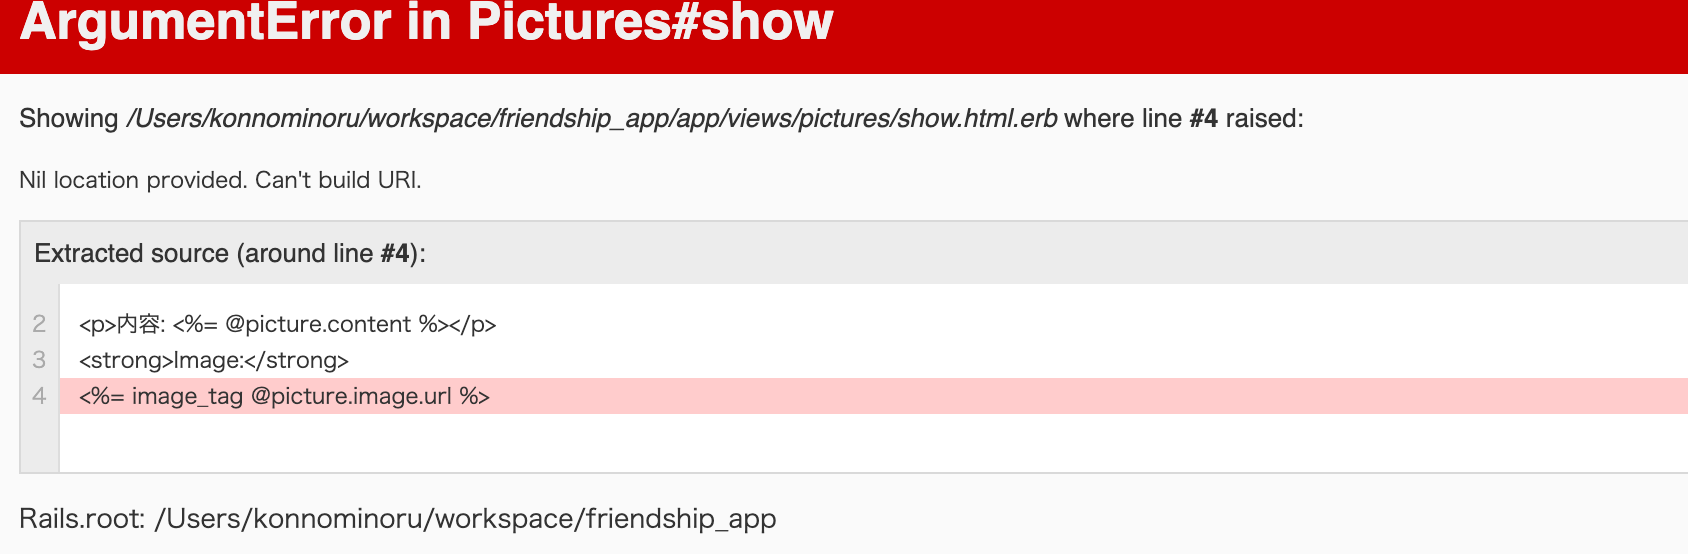 ArgumentError in Pictures#show
Showing /Users/konnominoru/workspace/friendship_app/app/views/pictures/show.html.erb where line #4 raised:
Nil location provided. Can't build URI.
Extracted source (around line #4):
2 <p>内容: <%= @picture.content %></p>
3 <strong>Image:</strong>
4 <%= image_tag @picture.image.url %>
Rails.root: /Users/konnominoru/workspace/friendship_app